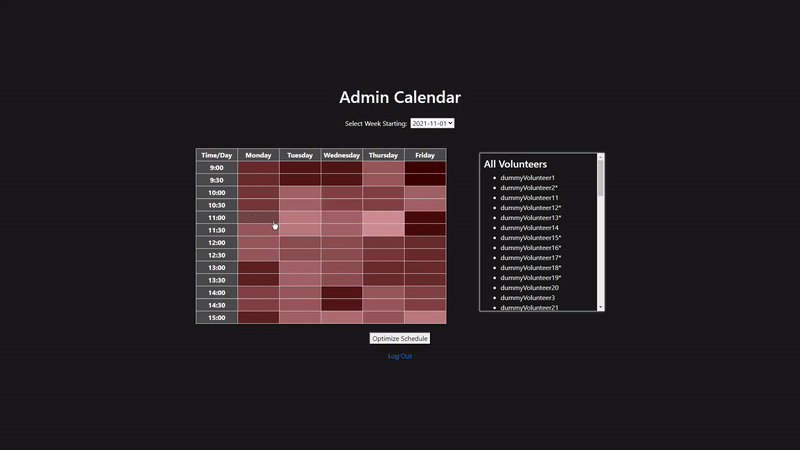 Admin Calendar
Select Week Starting: 2021-11-01
Time/Day Monday Tuesday Wednesday Thursday Friday
9:00
9:30
10:00
10:30
11:00
11:30
12:00
12:30
13:00
13:30
14:00
14:30
15:00
Optimize Schedule
Log Out
All Volunteers
dummyVolunteer1
dummyVolunteer2*
dummyVolunteer11
dummyVolunteer12*
dummyVolunteer13*
dummyVolunteer14
dummyVolunteer15*
dummyVolunteer16*
dummyVolunteer17*
dummyVolunteer18*
dummyVolunteer19*
dummyVolunteer20
dummyVolunteer3
dummyVolunteer21